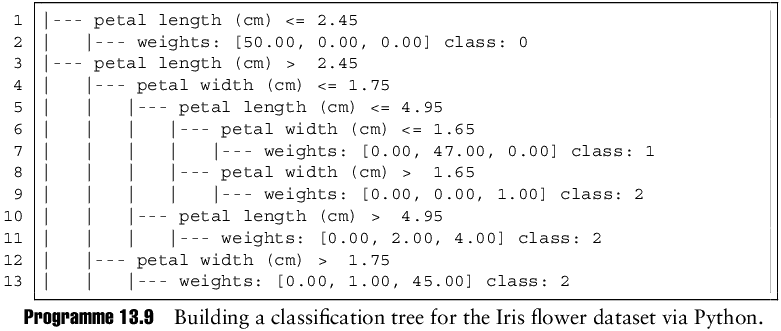 1 |--- petal length (cm) <= 2.45
2 |   |--- weights: [50.00, 0.00, 0.00] class: 0
3 |--- petal length (cm) >  2.45
4 |   |--- petal width (cm) <= 1.75
5 |   |   |--- petal length (cm) <= 4.95
6 |   |   |   |--- petal width (cm) <= 1.65
7 |   |   |   |   |--- weights: [0.00, 47.00, 0.00] class: 1
8 |   |   |   |--- petal width (cm) >  1.65
9 |   |   |   |   |--- weights: [0.00, 0.00, 1.00] class: 2
10 |   |   |--- petal length (cm) >  4.95
11 |   |   |   |--- weights: [0.00, 2.00, 4.00] class: 2
12 |   |--- petal width (cm) >  1.75
13 |   |   |--- weights: [0.00, 1.00, 45.00] class: 2
Programme 13.9 Building a classification tree for the Iris flower dataset via Python.